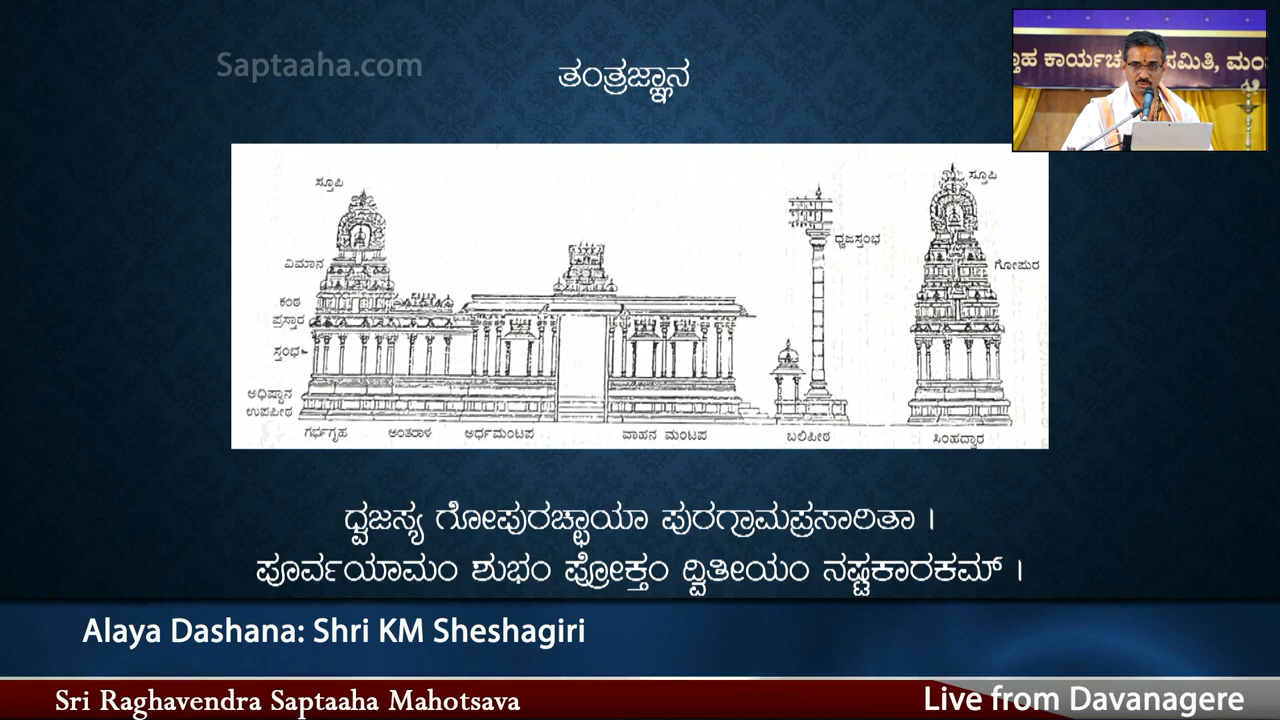 Saptaaha.com
ತಂತ್ರಜ್ಞಾನ
ಕಾರ್ಯಚ
ಸಮಿತಿ, ಮಂ
ಸ್ತೂಪಿ
ಸ್ತೂಪಿ
ಧ್ವಜಸ್ತಂಭ
ವಿಮಾನ
ಗೋಪುರ
ಕಂಠ
ಪ್ರಸ್ತಾರ
ಸ್ತಂಭ
ಅಧಿಷ್ಠಾನ
ಉಪಪೀಠ
ಗರ್ಭಗೃಹ ಅಂತರಾಳ ಅರ್ಧಮಂಟಪ ವಾಹನ ಮಂಟಪ ಬಲಿಪೀಠ ಸಿಂಹದ್ವಾರ
ಧ್ವಜಸ್ಯ ಗೋಪುರಚ್ಛಾಯಾ ಪುರಗ್ರಾಮಪ್ರಸಾರಿತಾ ।
ಪೂರ್ವಯಾಮಂ ಶುಭಂ ಪ್ರೋಕ್ತಂ ದ್ವಿತೀಯಂ ನಷ್ಟಕಾರಕಮ್ ।
Alaya Dashana: Shri KM Sheshagiri
Sri Raghavendra Saptaaha Mahotsava
Live from Davanagere